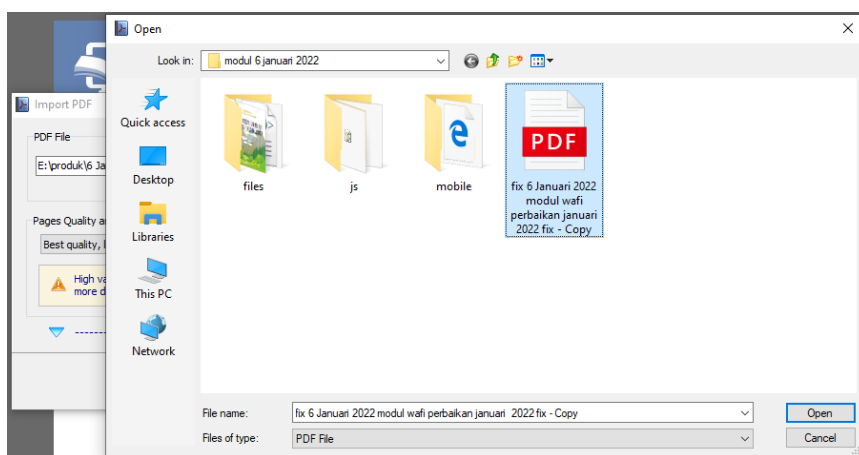 Open
Look in:
modul 6 januari 2022
Import PDF
PDF File
E:\produk\6 Ja
Pages Quality a
Best quality, l
High va
more d
Quick access
Desktop
Libraries
This PC
Network
files
js
mobile
PDF
fix 6 Januari 2022
modul wafi
perbaikan januari
2022 fix - Copy
File name:
fix 6 Januari 2022 modul wafi perbaikan januari 2022 fix - Copy
Open
Files of type:
PDF File
Cancel